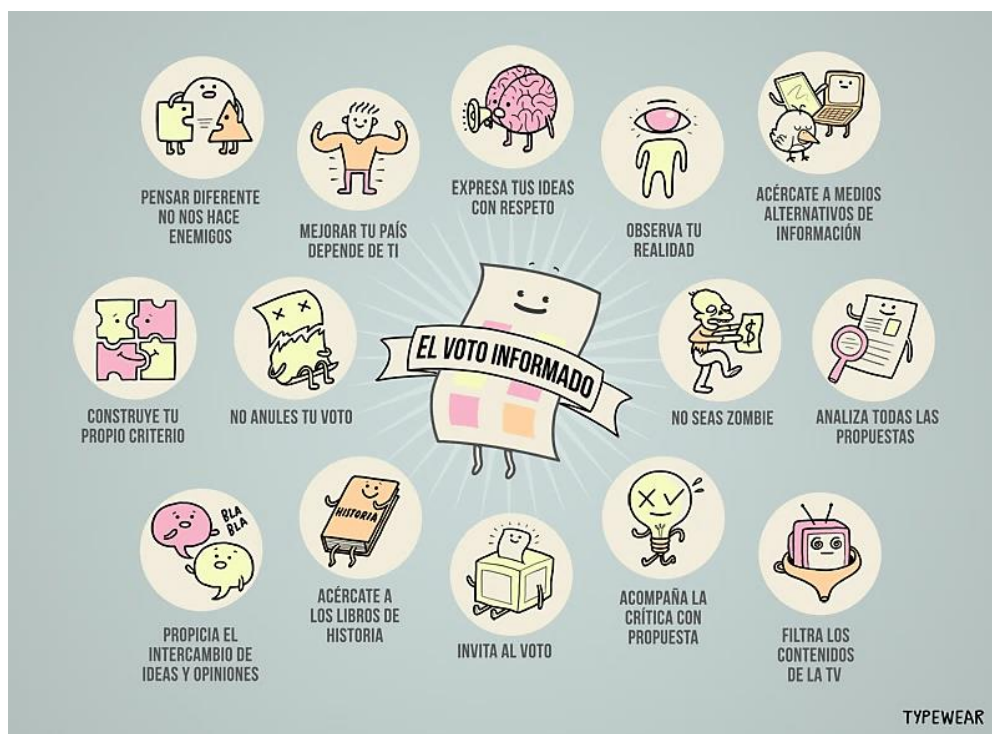 PENSAR DIFERENTE
NO NOS HACE
ENEMIGOS
MEJORAR TU PAÍS
DEPENDE DE TI
EXPRESA TUS IDEAS
CON RESPETO
OBSERVA TU
REALIDAD
ACÉRCATE A MEDIOS
ALTERNATIVOS DE
INFORMACIÓN
CONSTRUYE TU
PROPIO CRITERIO
NO ANULES TU VOTO
EL VOTO INFORMADO
$
NO SEAS ZOMBIE
ANALIZA TODAS LAS
PROPUESTAS
BLA
BLA
PROPICIA EL
INTERCAMBIO DE
IDEAS Y OPINIONES
HISTORIA
ACÉRCATE A
LOS LIBROS DE
HISTORIA
INVITA AL VOTO
ACOMPAÑA LA
CRÍTICA CON
PROPUESTA
FILTRA LOS
CONTENIDOS
DE LA TV
TYPEWEAR